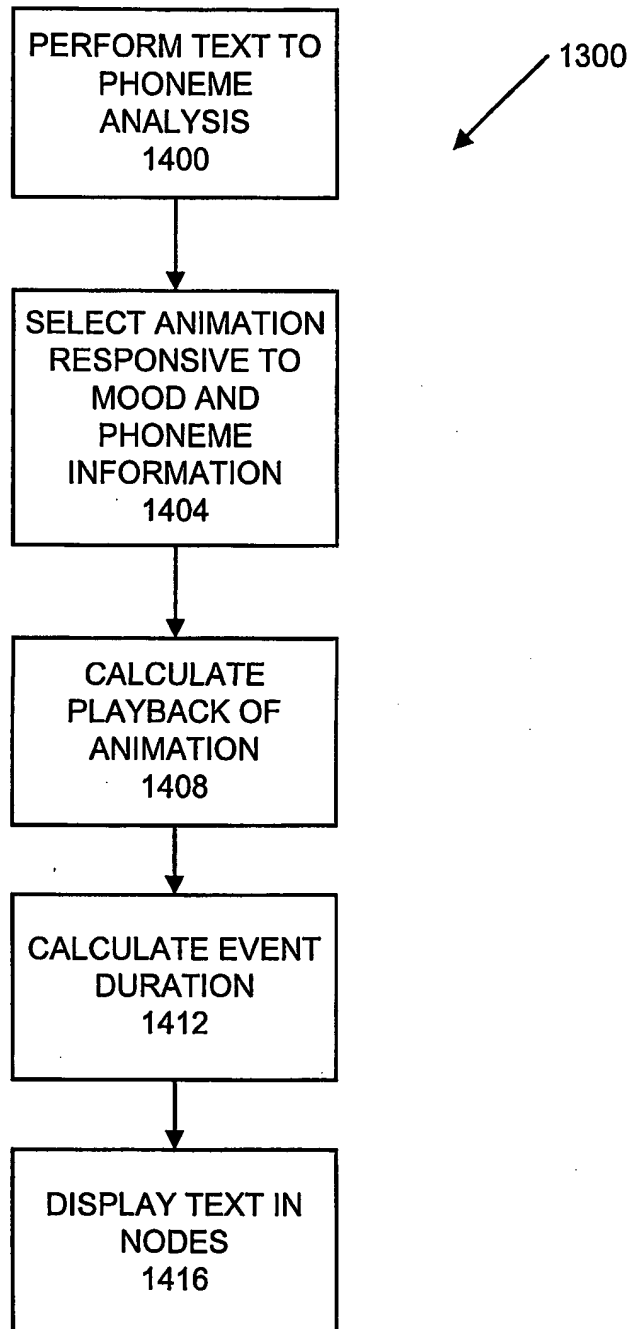 PERFORM TEXT TO
PHONEME
ANALYSIS
1400
1300
SELECT ANIMATION
RESPONSIVE TO
MOOD AND
PHONEME
INFORMATION
1404
CALCULATE
PLAYBACK OF
ANIMATION
1408
CALCULATE EVENT
DURATION
1412
DISPLAY TEXT IN
NODES
1416